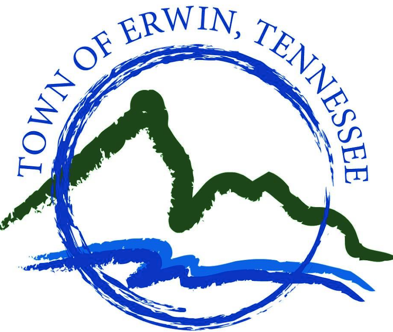 TOWN OF ERWIN, TENNESSEE